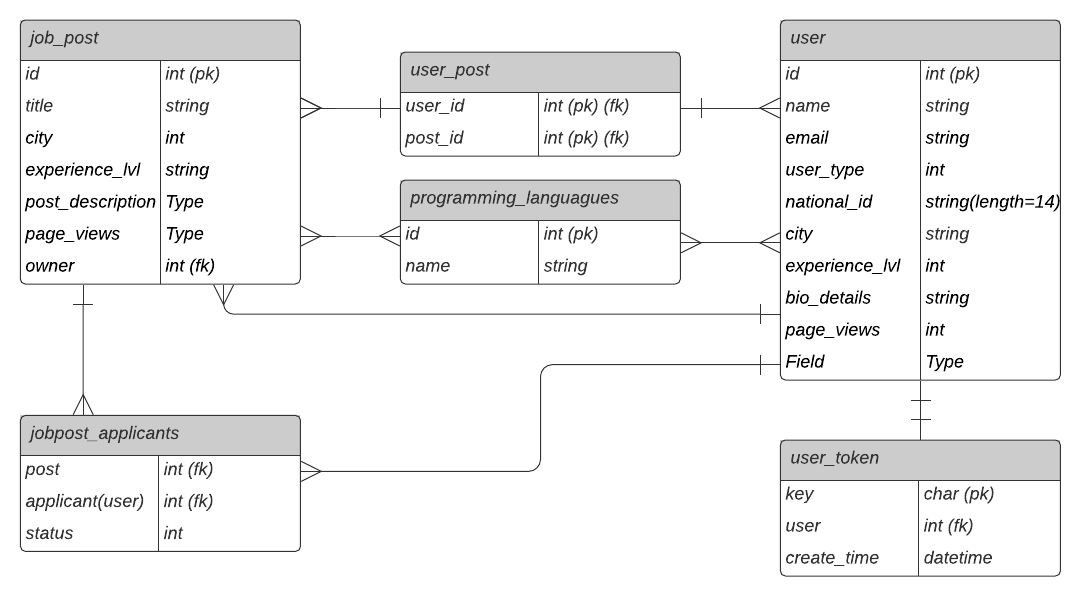 job_post
id int (pk)
title string
city int
experience_lvl string
post_description Type
page_views Type
owner int (fk)
user_post
user_id int (pk) (fk)
post_id int (pk) (fk)
programming_languagues
id int (pk)
name string
user
id int (pk)
name string
email string
user_type int
national_id string(length=14)
city string
experience_lvl int
bio_details string
page_views int
Field Type
jobpost_applicants
post int (fk)
applicant(user) int (fk)
status int
user_token
key char (pk)
user int (fk)
create_time datetime